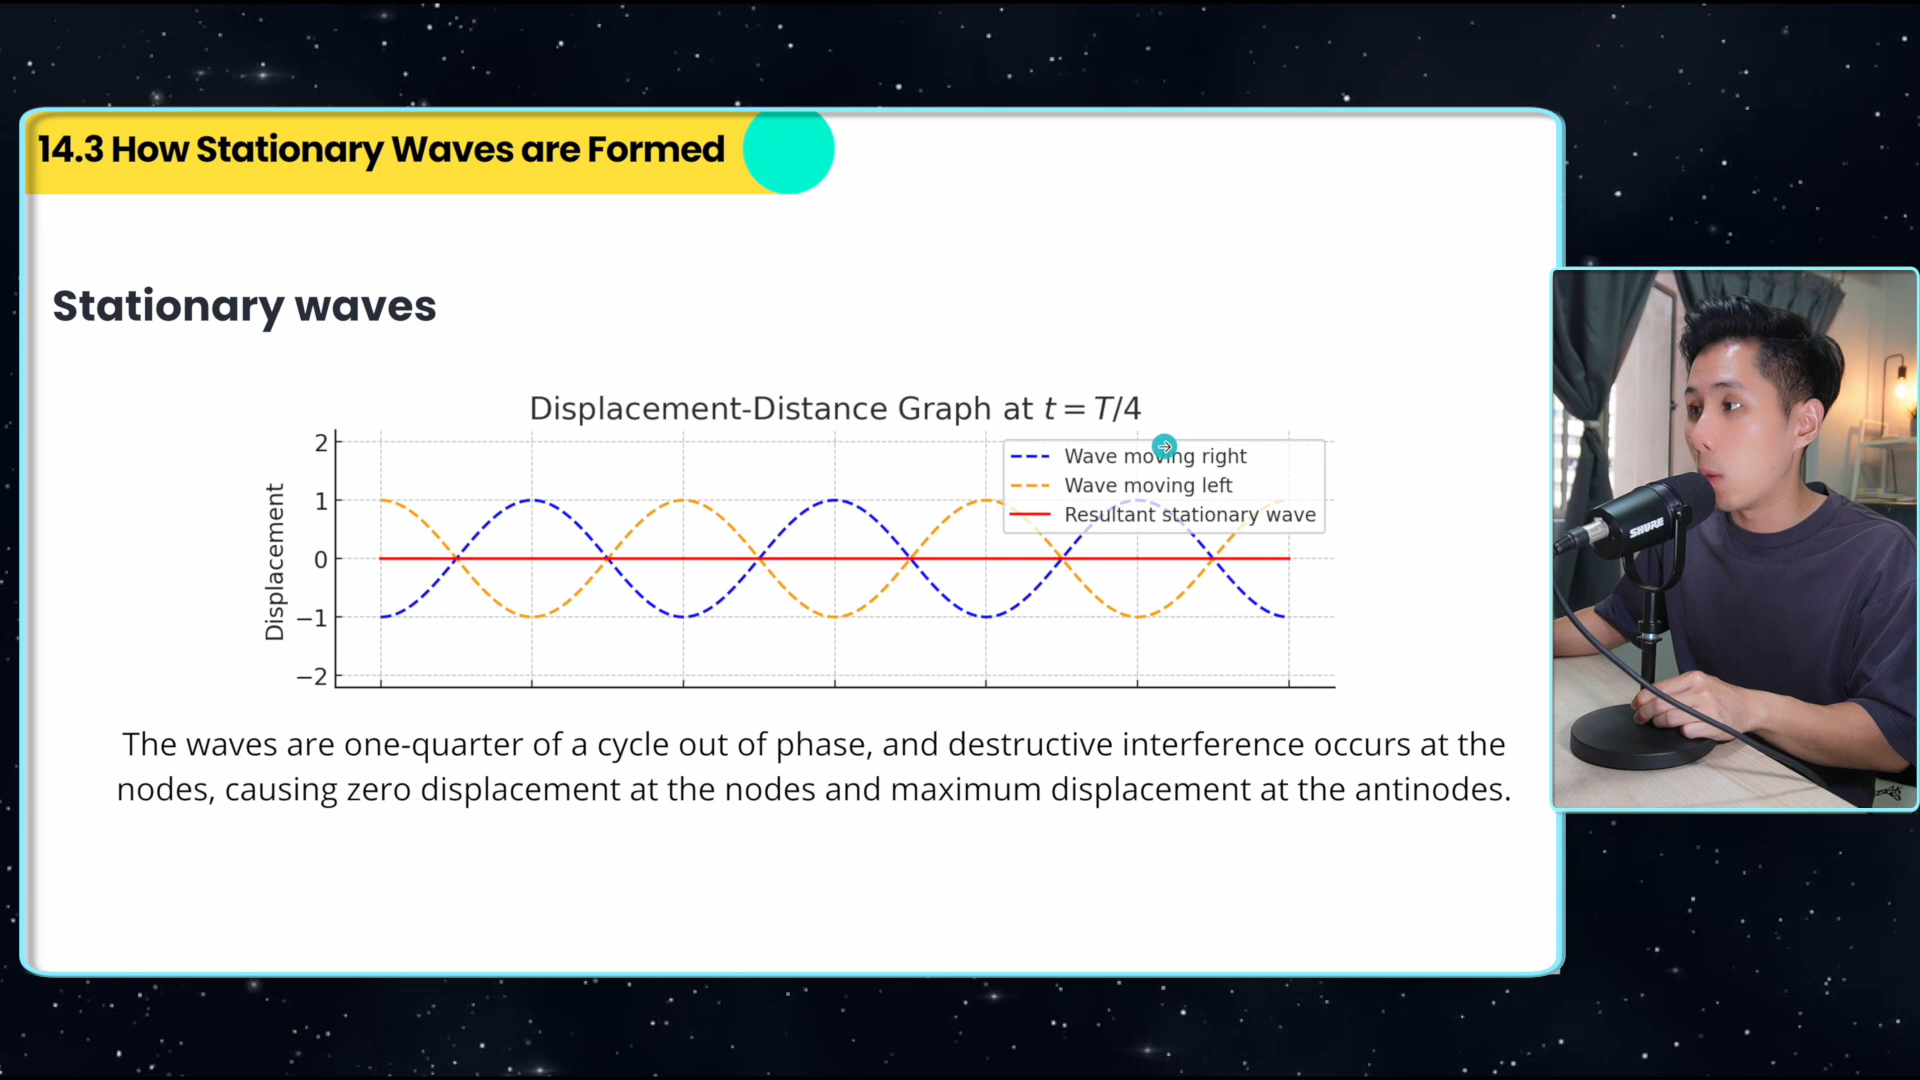 14.3 How Stationary Waves are Formed
Stationary waves
Displacement-Distance Graph at t = T/4
2
1
0
−1
−2
Displacement
Wave moving right
Wave moving left
Resultant stationary wave
The waves are one-quarter of a cycle out of phase, and destructive interference occurs at the
nodes, causing zero displacement at the nodes and maximum displacement at the antinodes.
SHURE